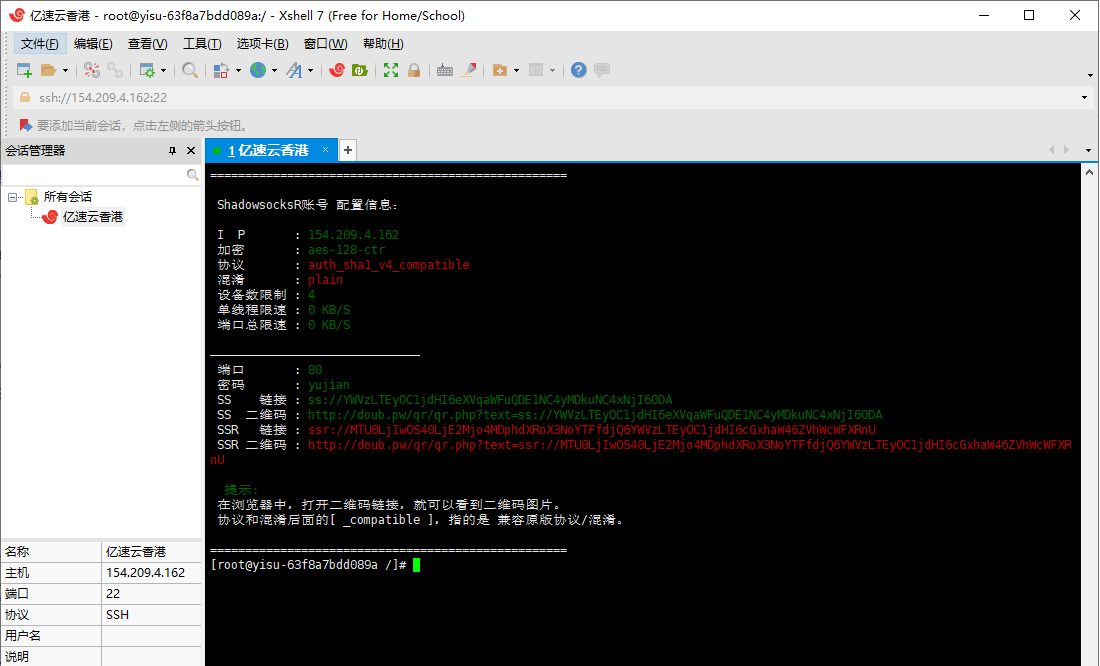 亿速云香港 - root@yisu-63f8a7bdd089a:/ - Xshell 7 (Free for Home/School)
文件(F) 编辑(E) 查看(V) 工具(T) 选项卡(B) 窗口(W) 帮助(H)
ssh://154.209.4.162:22
要添加当前会话，点击左侧的箭头按钮。
会话管理器
1 亿速云香港
所有会话
亿速云香港
名称 亿速云香港
主机 154.209.4.162
端口 22
协议 SSH
用户名
说明
===================================================
ShadowsocksR账号 配置信息：
I P : 154.209.4.162
加密 : aes-128-ctr
协议 : auth_sha1_v4_compatible
混淆 : plain
设备数限制 : 4
单线程限速 : 0 KB/S
端口总限速 : 0 KB/S
端口 : 80
密码 : yujian
SS 链接 : ss://YWVzLTEyOC1jdHI6eXVqaWFuQDE1NC4yMDkuNC4xNjI6ODA
SS 二维码 : http://doub.pw/qr/qr.php?text=ss://YWVzLTEyOC1jdHI6eXVqaWFuQDE1NC4yMDkuNC4xNjI6ODA
SSR 链接 : ssr://MTU0LjIwOS40LjE2Mjo4MDphdXRoX3NoYTFfdjQ6YWVzLTEyOC1jdHI6cGxhaW46ZVhWcWFXRnU
SSR 二维码 : http://doub.pw/qr/qr.php?text=ssr://MTU0LjIwOS40LjE2Mjo4MDphdXRoX3NoYTFfdjQ6YWVzLTEyOC1jdHI6cGxhaW46ZVhWcWFXR
nU
提示:
在浏览器中，打开二维码链接，就可以看到二维码图片。
协议和混淆后面的[ _compatible ]，指的是 兼容原版协议/混淆。
===================================================
[root@yisu-63f8a7bdd089a /]#